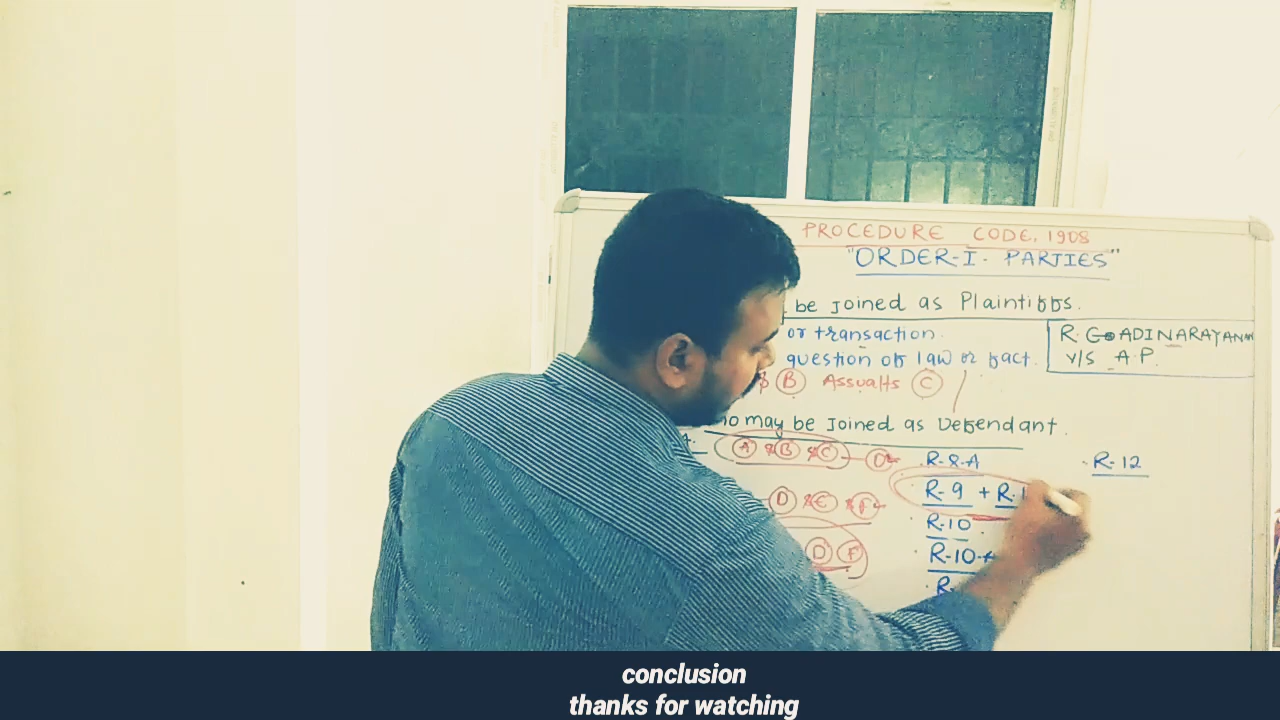 PROCEDURE CODE, 1908
"ORDER-I- PARTIES"
be Joined as Plaintiffs.
or transaction.
question of law or fact.
R. ADINARAYANA
V/S A.P.
B Assualts C
may be Joined as Defendant.
A & B & C D
R-8-A
R-12
D & E & F
R-9 + R-1
R-10
D F
R-10-A
R-
conclusion
thanks for watching